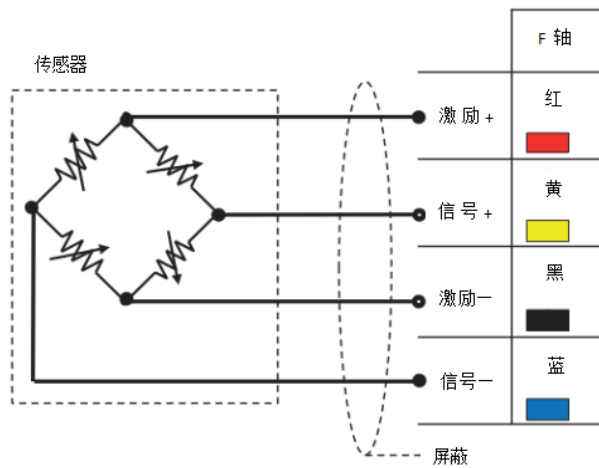 F 轴
传感器
激励+
红
信号+
黄
激励一
黑
信号一
蓝
屏蔽